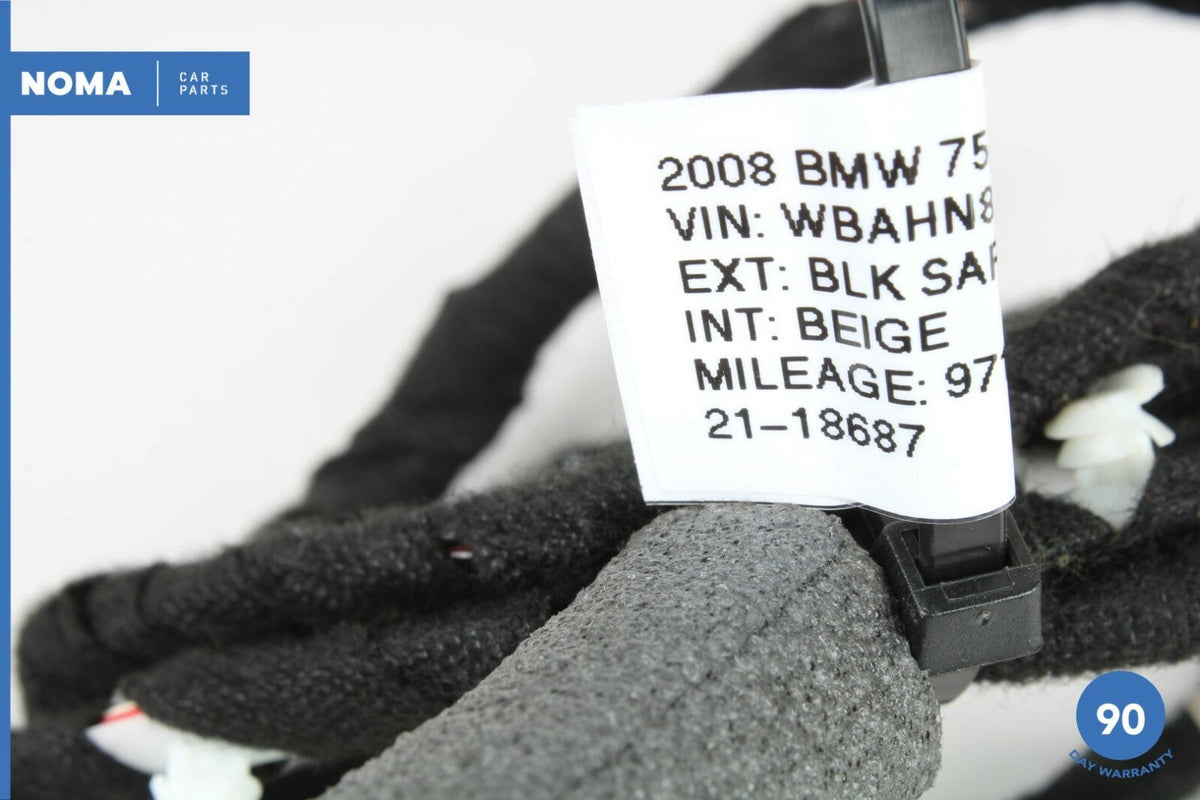 NOMA
CAR
PARTS
2008 BMW 75
VIN: WBAHN8
EXT: BLK SAP
INT: BEIGE
MILEAGE: 97
21-18687
90
DAY WARRANTY